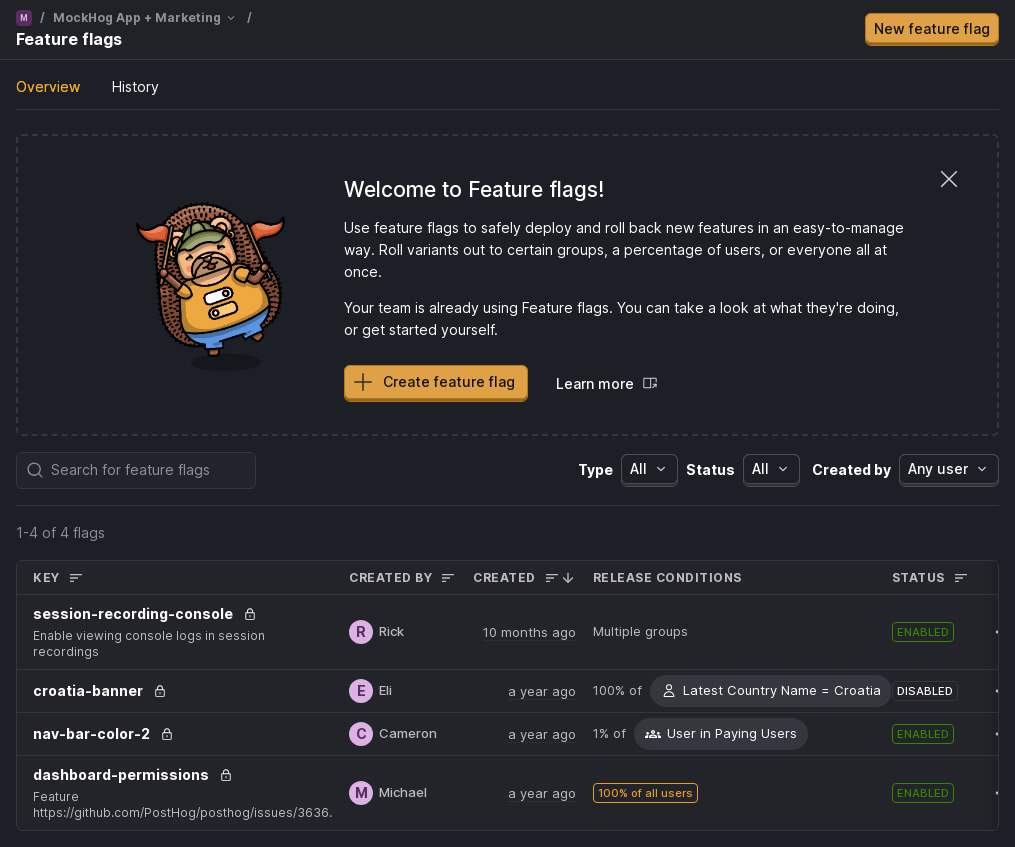 M / MockHog App + Marketing /
Feature flags
New feature flag
Overview
History
Welcome to Feature flags!
Use feature flags to safely deploy and roll back new features in an easy-to-manage
way. Roll variants out to certain groups, a percentage of users, or everyone all at
once.
Your team is already using Feature flags. You can take a look at what they're doing,
or get started yourself.
Create feature flag
Learn more
Search for feature flags
Type All Status All Created by Any user
1-4 of 4 flags
KEY CREATED BY CREATED RELEASE CONDITIONS STATUS
session-recording-console
Enable viewing console logs in session
recordings
R Rick 10 months ago Multiple groups ENABLED
croatia-banner E Eli a year ago 100% of Latest Country Name = Croatia DISABLED
nav-bar-color-2 C Cameron a year ago 1% of User in Paying Users ENABLED
dashboard-permissions
Feature
https://github.com/PostHog/posthog/issues/3636.
M Michael a year ago 100% of all users ENABLED